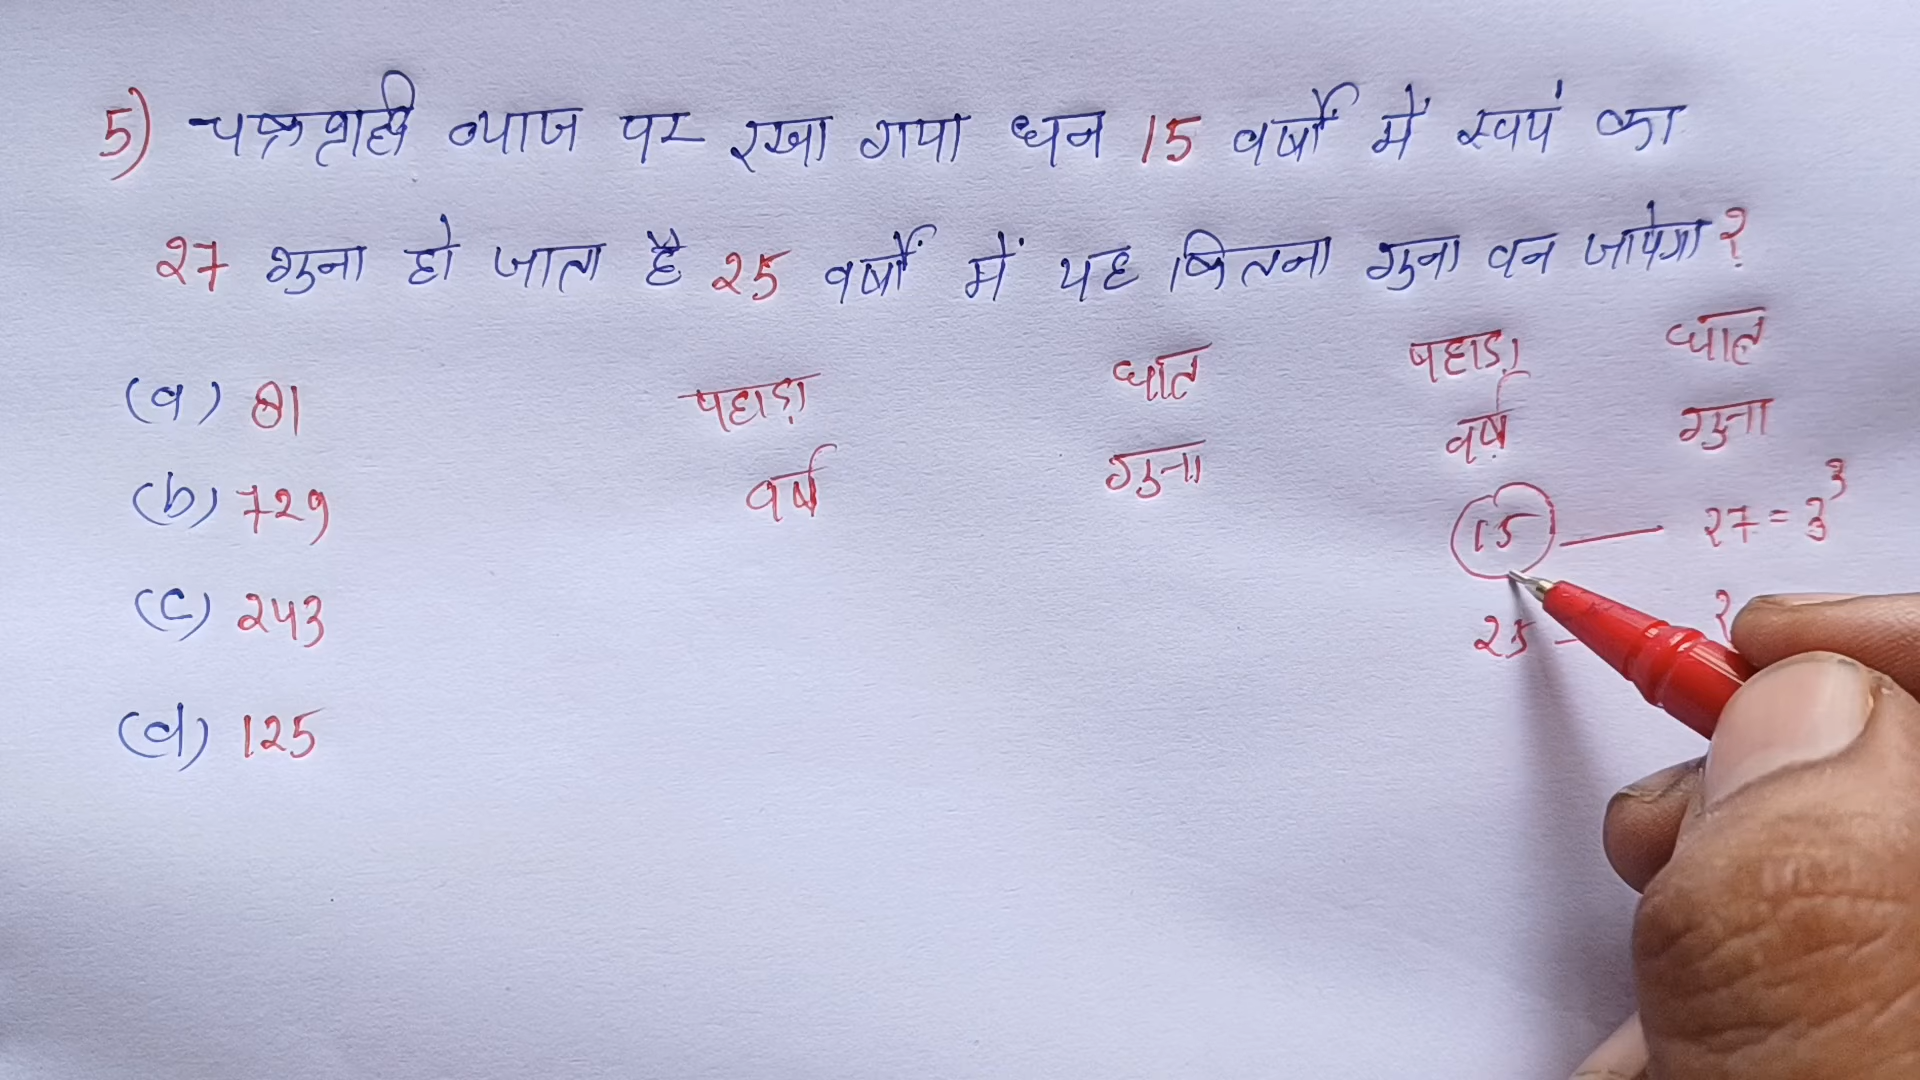 5) चक्रवृद्धि ब्याज पर रखा गया धन 15 वर्षों में स्वयं का
27 गुना हो जाता है 25 वर्षों में यह कितना गुना बन जायेगा?
(a) 81
(b) 729
(c) 243
(d) 125
पहाड़ा घात
वर्ष गुना
पहाड़ा घात
वर्ष गुना
15 — 27 = 3³
25 —